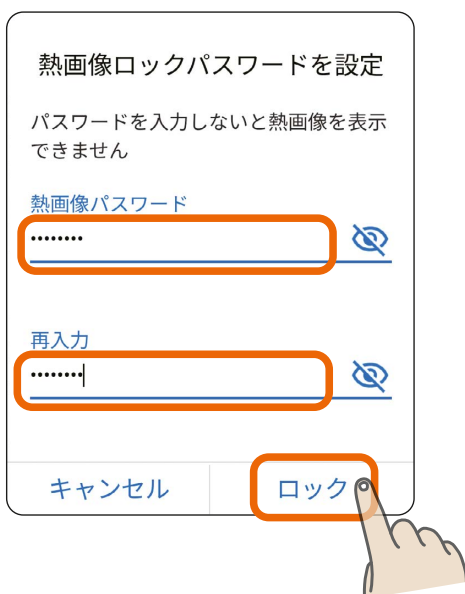 熱画像ロックパスワードを設定
パスワードを入力しないと熱画像を表示
できません
熱画像パスワード
••••••••
再入力
••••••••
キャンセル
ロック